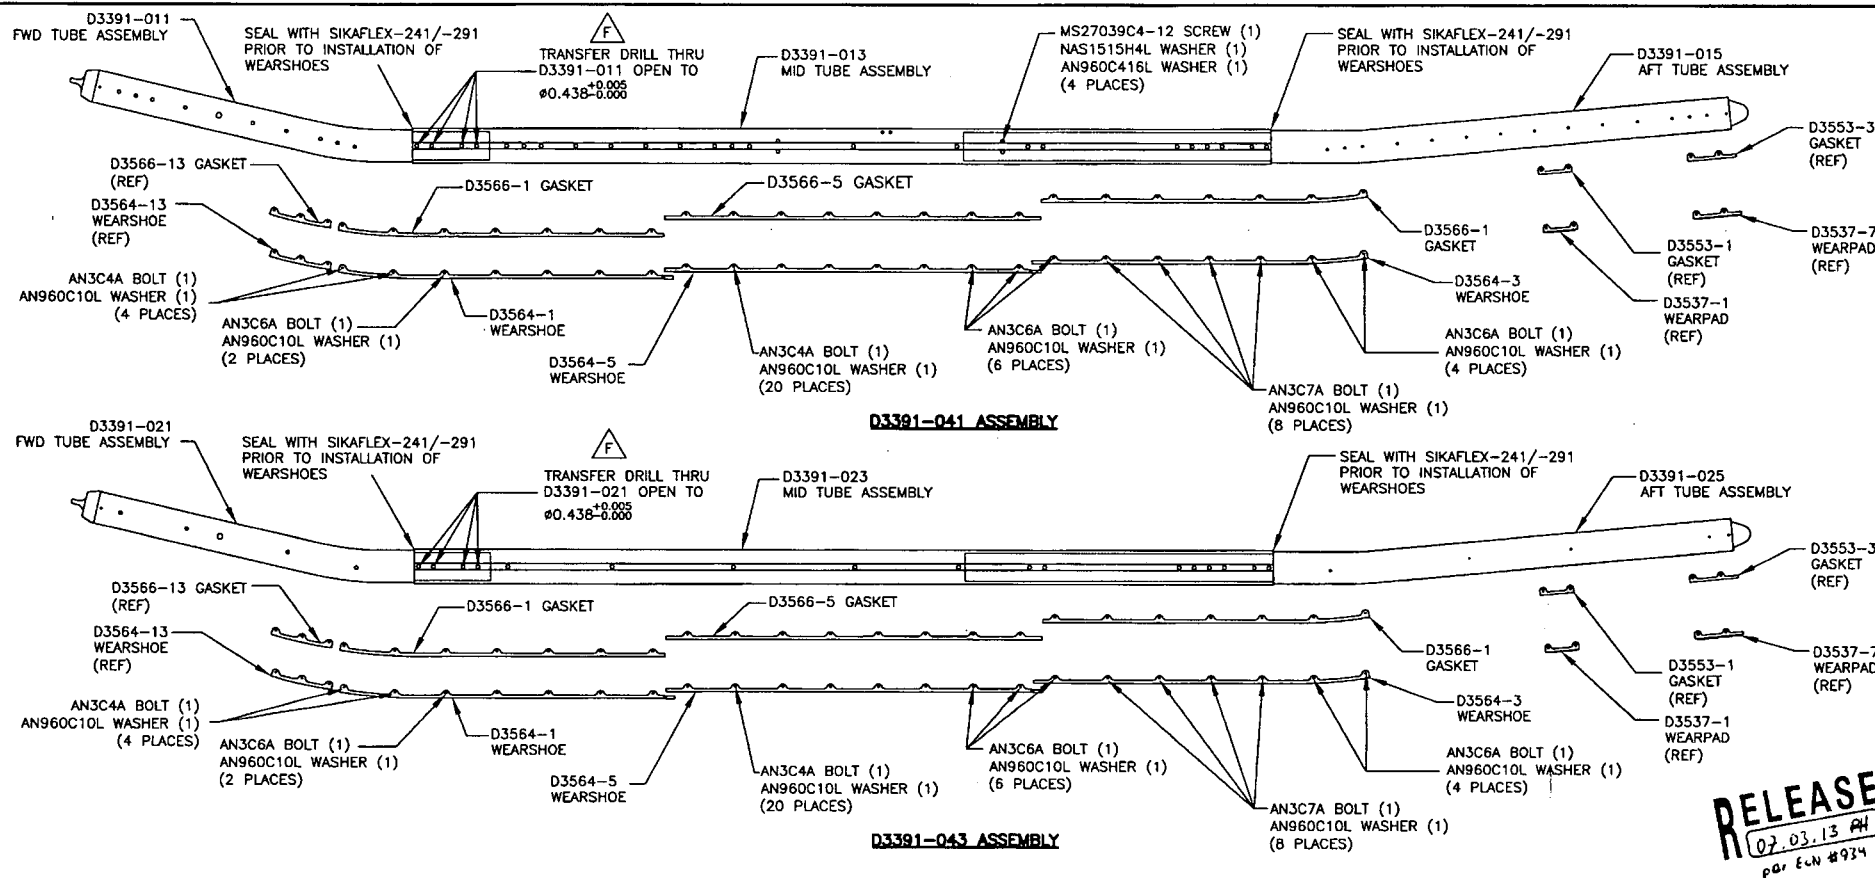 D3391-011
FWD TUBE ASSEMBLY
SEAL WITH SIKAFLEX-241/-291
PRIOR TO INSTALLATION OF
WEARSHOES
F
TRANSFER DRILL THRU
D3391-011 OPEN TO
ø0.438+0.005
-0.000
D3391-013
MID TUBE ASSEMBLY
MS27039C4-12 SCREW (1)
NAS1515H4L WASHER (1)
AN960C416L WASHER (1)
(4 PLACES)
SEAL WITH SIKAFLEX-241/-291
PRIOR TO INSTALLATION OF
WEARSHOES
D3391-015
AFT TUBE ASSEMBLY
D3553-3
GASKET
(REF)
D3566-13 GASKET
(REF)
D3564-13
WEARSHOE
(REF)
D3566-1 GASKET
D3566-5 GASKET
D3566-1
GASKET
D3553-1
GASKET
(REF)
D3537-7
WEARPAD
(REF)
AN3C4A BOLT (1)
AN960C10L WASHER (1)
(4 PLACES)
AN3C6A BOLT (1)
AN960C10L WASHER (1)
(2 PLACES)
D3564-1
WEARSHOE
D3564-5
WEARSHOE
AN3C4A BOLT (1)
AN960C10L WASHER (1)
(20 PLACES)
AN3C6A BOLT (1)
AN960C10L WASHER (1)
(6 PLACES)
AN3C7A BOLT (1)
AN960C10L WASHER (1)
(8 PLACES)
D3564-3
WEARSHOE
AN3C6A BOLT (1)
AN960C10L WASHER (1)
(4 PLACES)
D3537-1
WEARPAD
(REF)
D3391-041 ASSEMBLY
D3391-021
FWD TUBE ASSEMBLY
SEAL WITH SIKAFLEX-241/-291
PRIOR TO INSTALLATION OF
WEARSHOES
F
TRANSFER DRILL THRU
D3391-021 OPEN TO
ø0.438+0.005
-0.000
D3391-023
MID TUBE ASSEMBLY
SEAL WITH SIKAFLEX-241/-291
PRIOR TO INSTALLATION OF
WEARSHOES
D3391-025
AFT TUBE ASSEMBLY
D3553-3
GASKET
(REF)
D3566-13 GASKET
(REF)
D3564-13
WEARSHOE
(REF)
D3566-1 GASKET
D3566-5 GASKET
D3566-1
GASKET
D3553-1
GASKET
(REF)
D3537-7
WEARPAD
(REF)
AN3C4A BOLT (1)
AN960C10L WASHER (1)
(4 PLACES)
AN3C6A BOLT (1)
AN960C10L WASHER (1)
(2 PLACES)
D3564-1
WEARSHOE
D3564-5
WEARSHOE
AN3C4A BOLT (1)
AN960C10L WASHER (1)
(20 PLACES)
AN3C6A BOLT (1)
AN960C10L WASHER (1)
(6 PLACES)
AN3C7A BOLT (1)
AN960C10L WASHER (1)
(8 PLACES)
D3564-3
WEARSHOE
AN3C6A BOLT (1)
AN960C10L WASHER (1)
(4 PLACES)
D3537-1
WEARPAD
(REF)
D3391-043 ASSEMBLY
RELEASE
07.03.13
per ECN #934